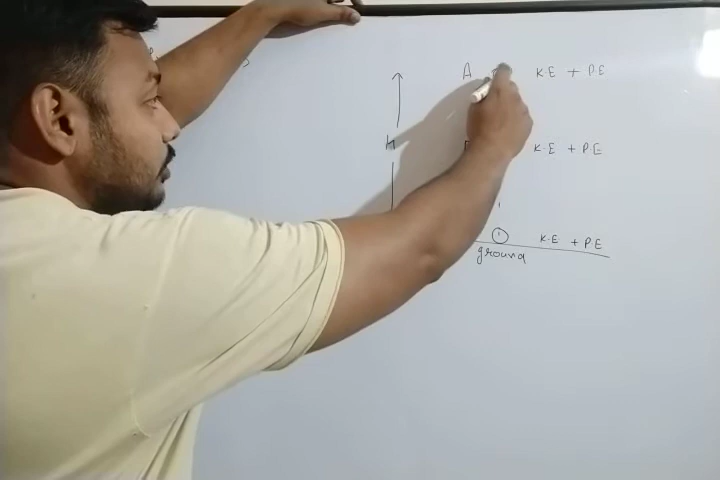 A K.E + P.E
h K.E + P.E
K.E + P.E
ground